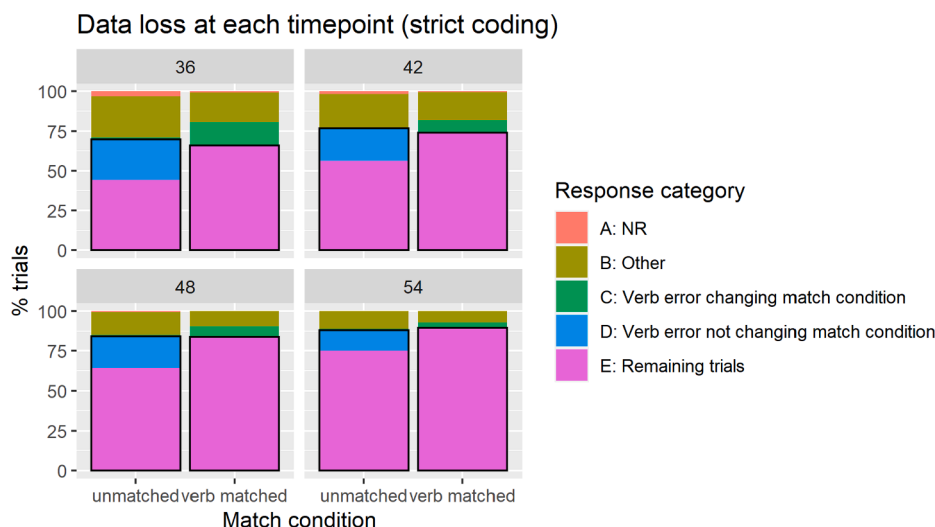 Data loss at each timepoint (strict coding)
36
42
100
75
50
25
0
48
54
100
75
50
25
0
unmatched verb matched
unmatched verb matched
Match condition
% trials
Response category
A: NR
B: Other
C: Verb error changing match condition
D: Verb error not changing match condition
E: Remaining trials